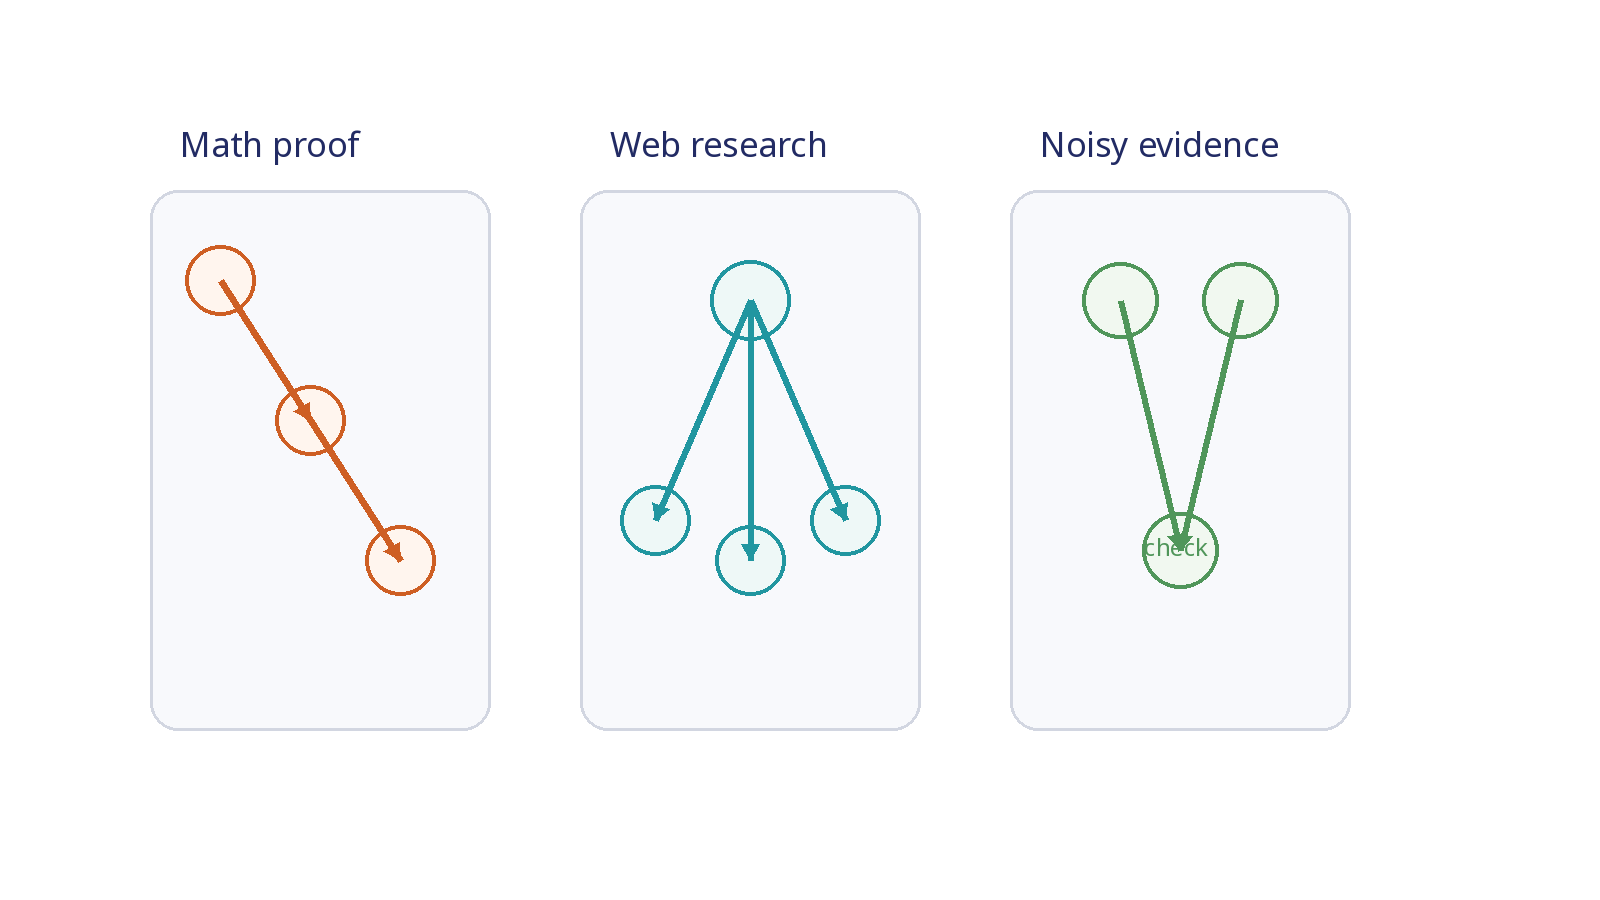 Math proof
Web research
Noisy evidence
check